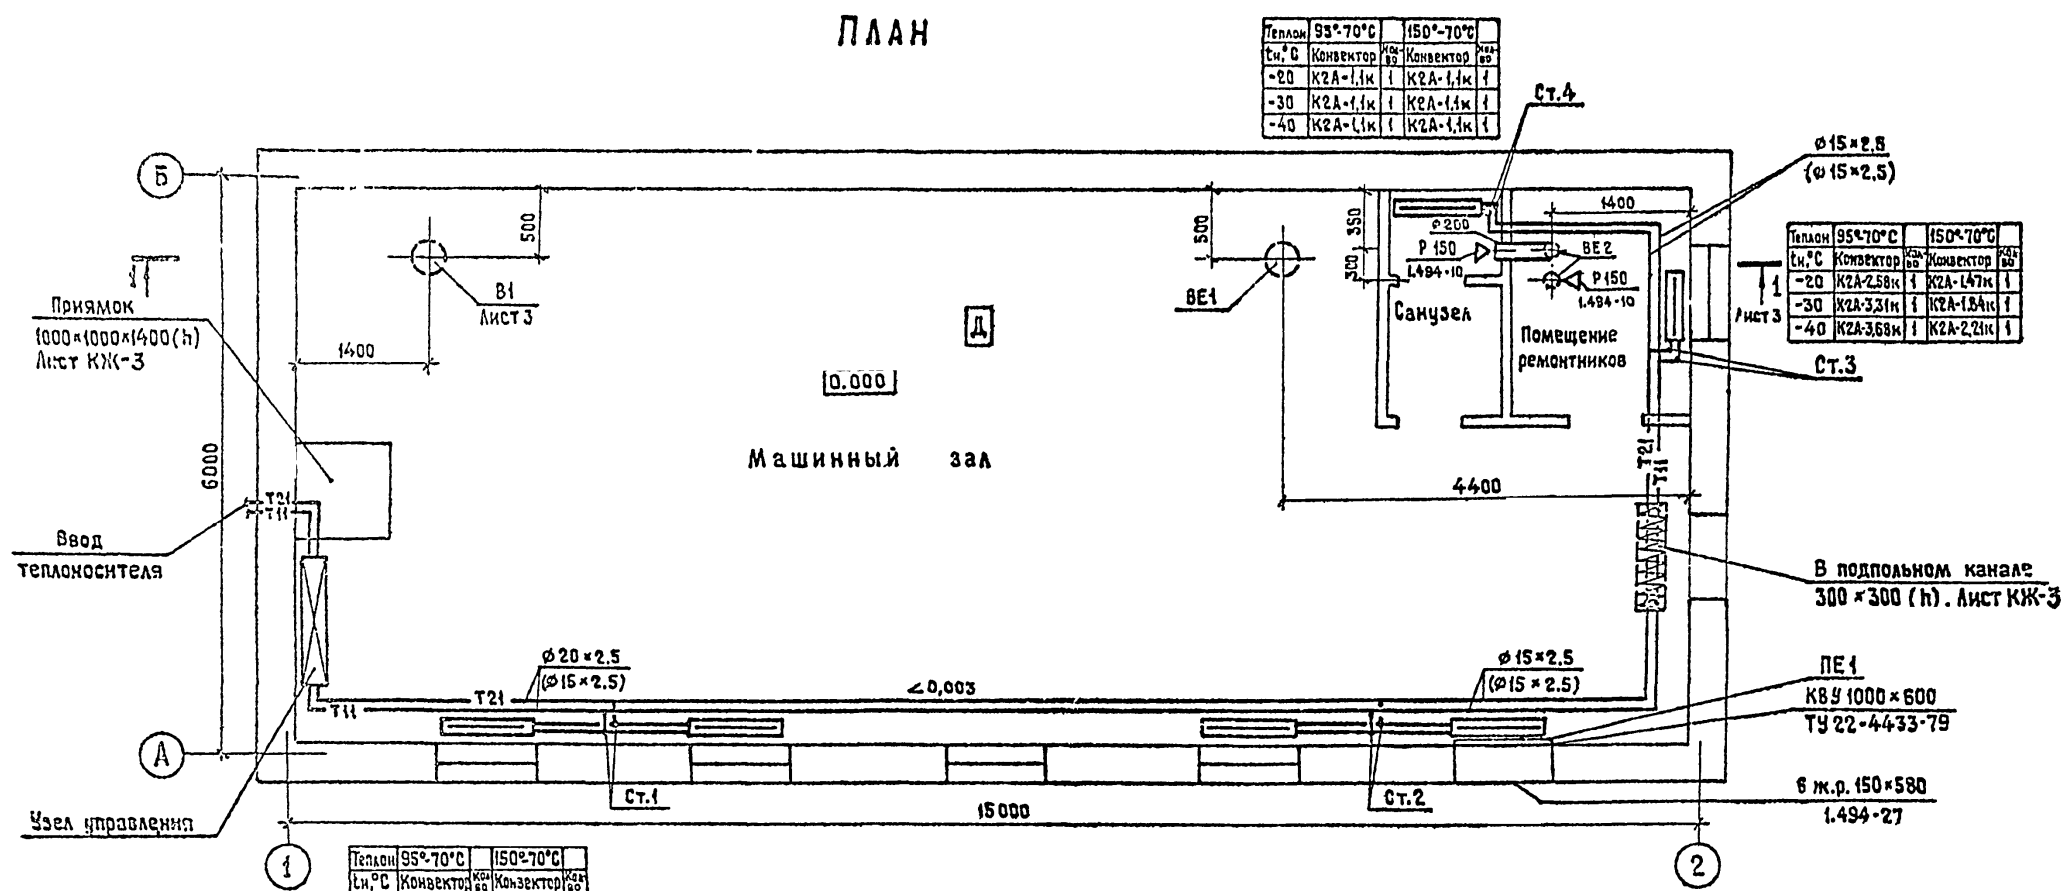 ПЛАН
Теплон 95°-70°С 150°-70°С
tн,°С Конвектор Кол-во Конвектор Кол-во
-20 К2А-1,1к 1 К2А-1,1к 1
-30 К2А-1,1к 1 К2А-1,1к 1
-40 К2А-1,1к 1 К2А-1,1к 1
Ст.4
Ø15×2,5
(Ø15×2,5)
Б
500
500
350
300
1400
Ø200
Р 150
1.494-10
ВЕ2
Р150
1.494-10
Теплон 95°-70°С 150°-70°С
tн,°С Конвектор Кол-во Конвектор Кол-во
-20 К2А-2,58к 1 К2А-1,47к 1
-30 К2А-3,31к 1 К2А-1,84к 1
-40 К2А-3,68к 1 К2А-2,21к 1
1
1
Лист 3
В1
Лист 3
ВЕ1
Приямок
1000×1000×1400(h)
Лист КЖ-3
1400
Д
0.000
Санузел
Помещение
ремонтников
Ст.3
6000
Машинный зал
4400
Т21
Т11
Т21
Т11
Ввод
теплоносителя
В подпольном канале
300×300 (h). Лист КЖ-3
Ø20×2,5
(Ø15×2,5)
∠0,003
Ø15×2,5
(Ø15×2,5)
Т21
Т11
ПЕ1
КВУ 1000×600
ТУ 22-4433-79
А
Ст.1
Ст.2
15000
6 ж.р. 150×580
1.494-27
Узел управления
1
2
Теплон 95°-70°С 150°-70°С
tн,°С Конвектор Кол-во Конвектор Кол-во